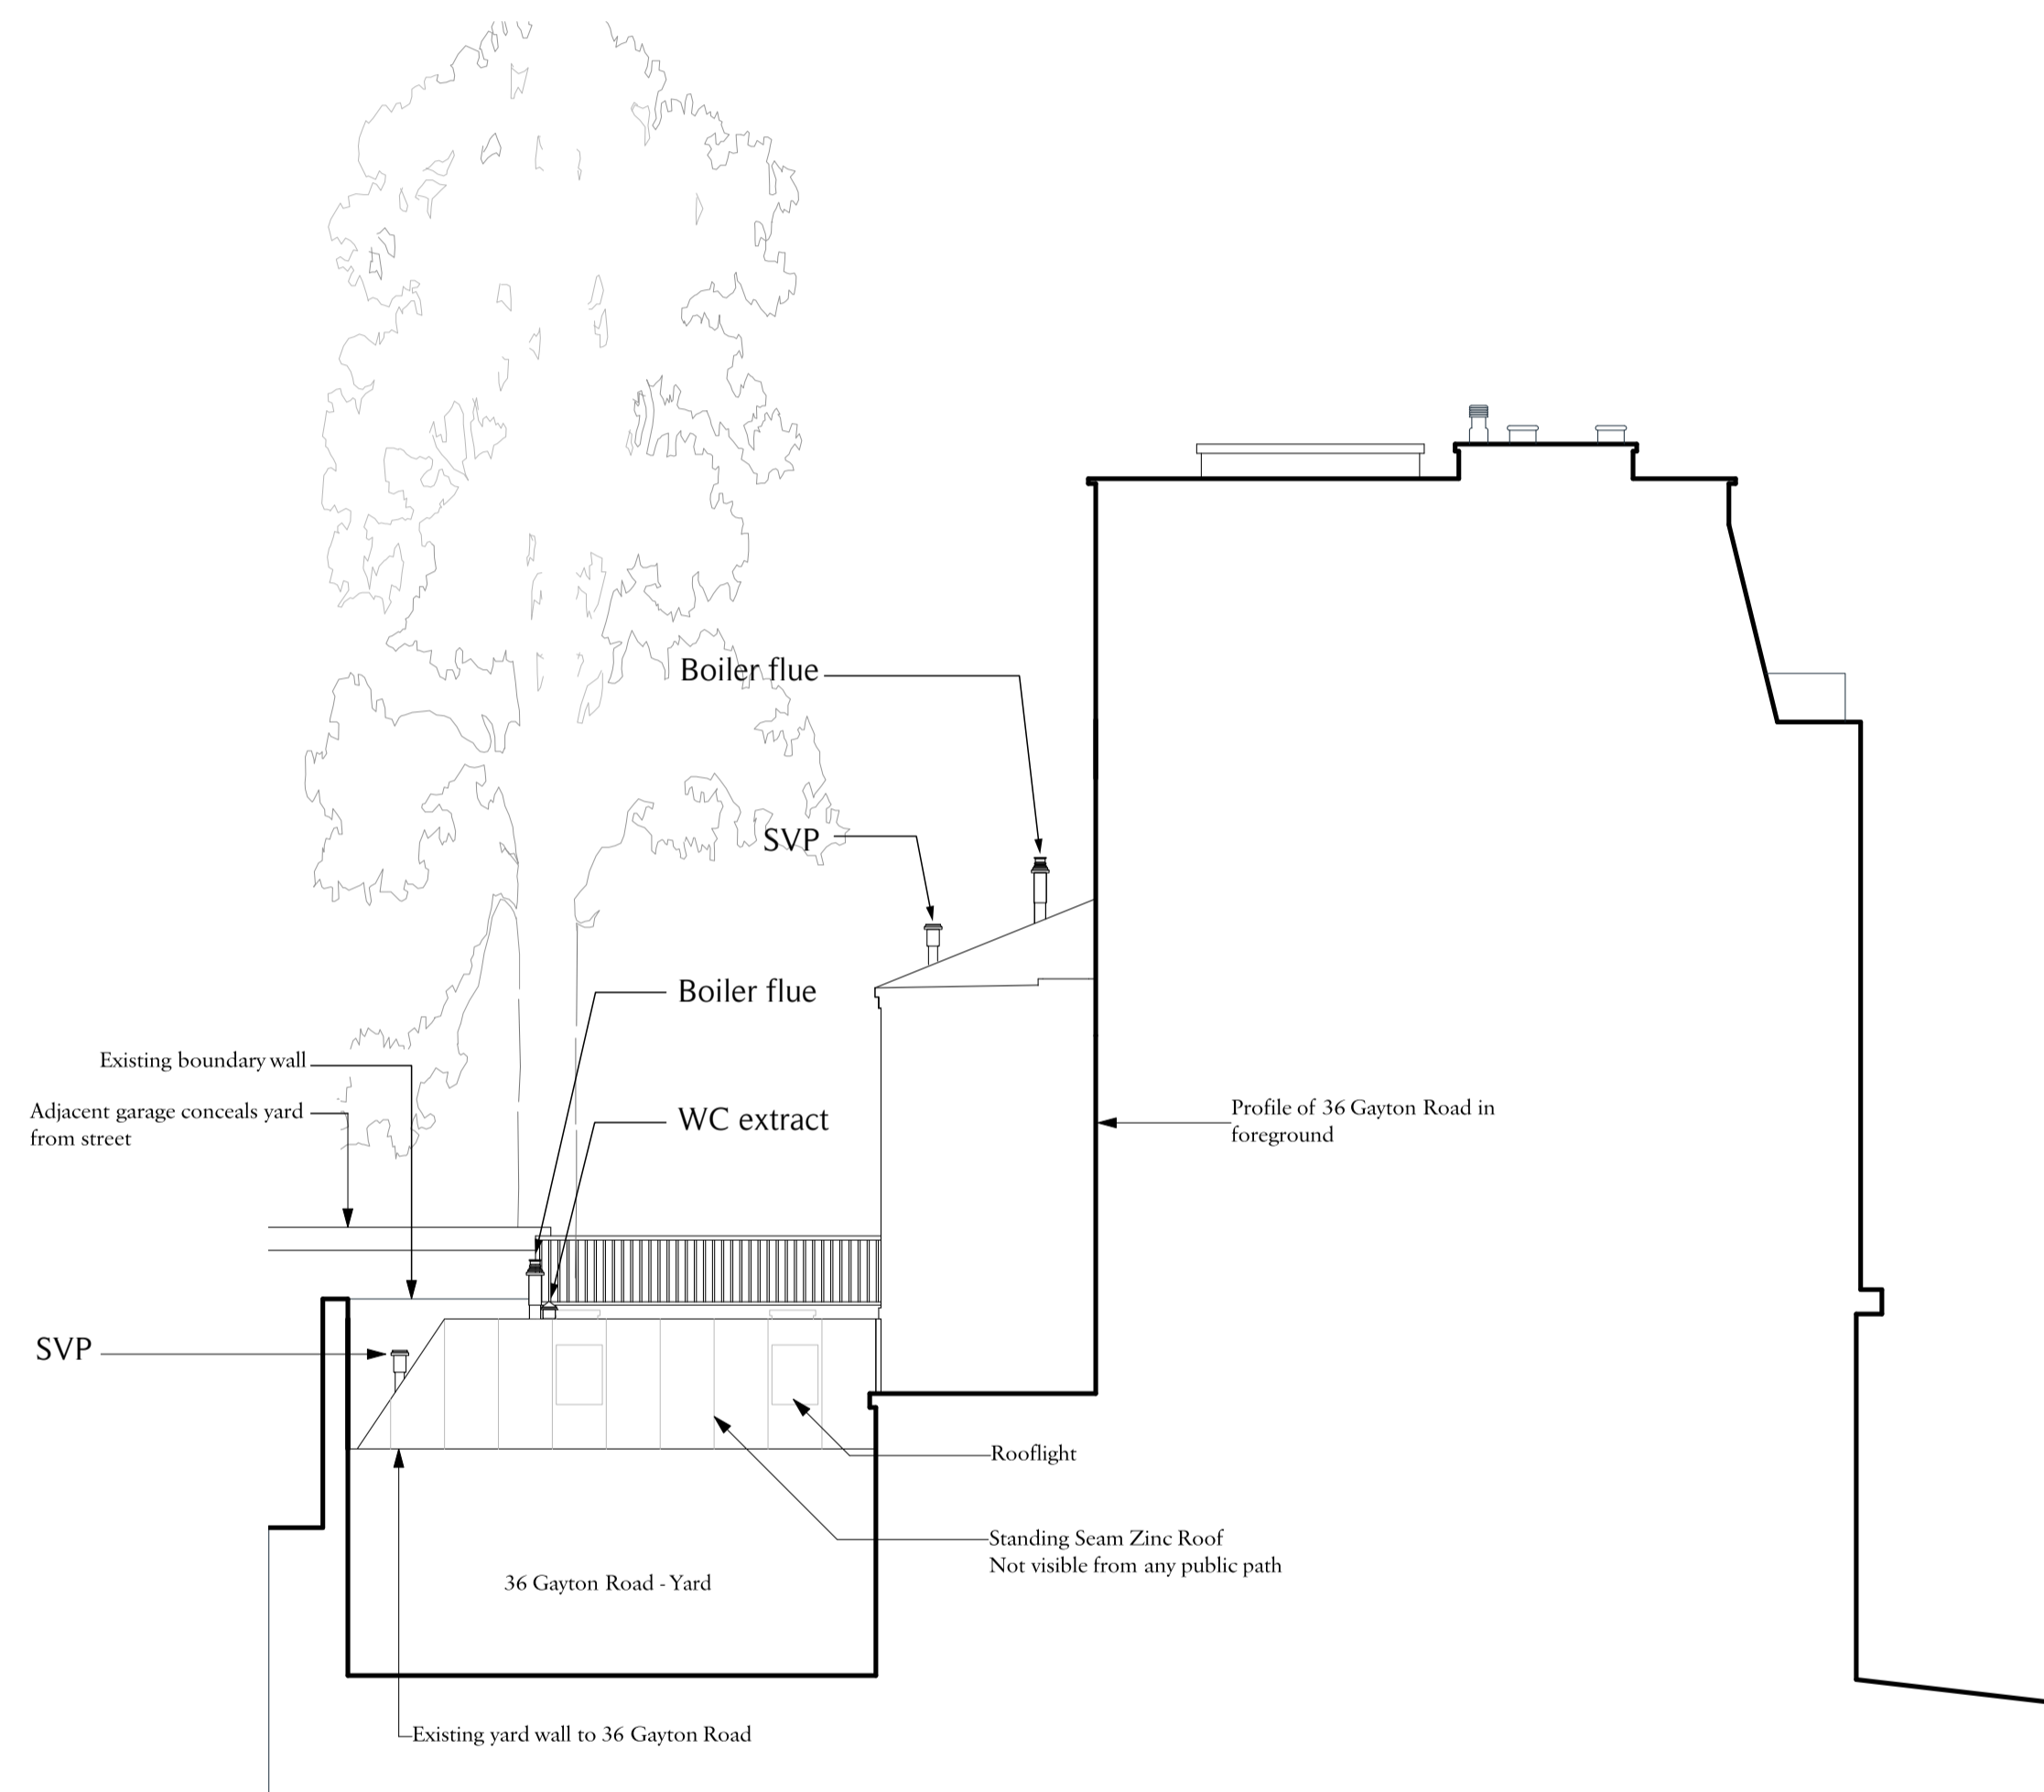 Boiler flue
SVP
Boiler flue
Existing boundary wall
Adjacent garage conceals yard
from street
WC extract
Profile of 36 Gayton Road in
foreground
SVP
Rooflight
Standing Seam Zinc Roof
Not visible from any public path
36 Gayton Road - Yard
Existing yard wall to 36 Gayton Road